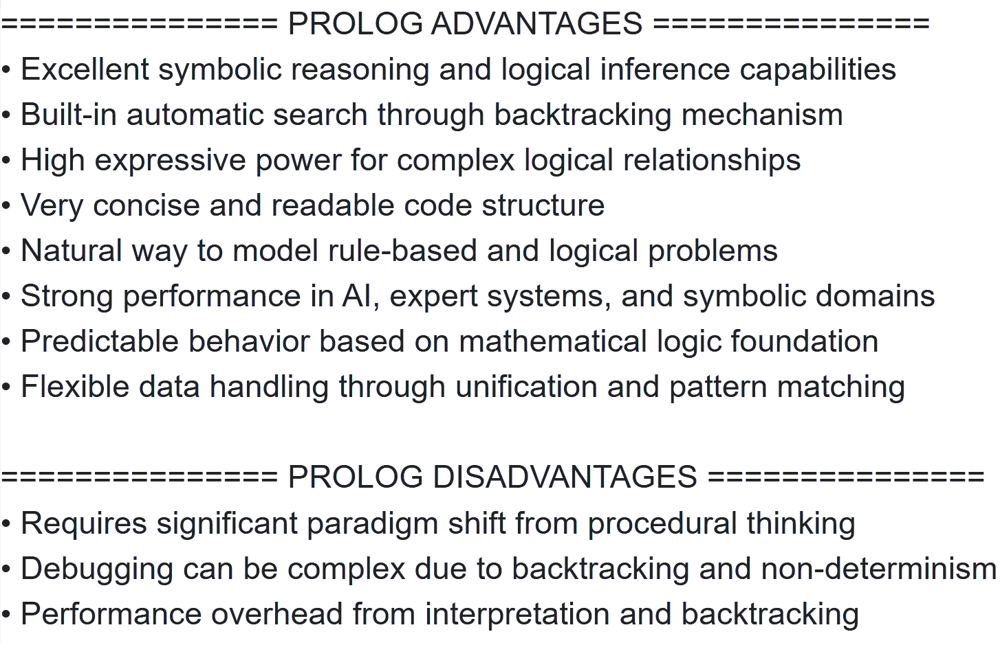 =============== PROLOG ADVANTAGES ===============
• Excellent symbolic reasoning and logical inference capabilities
• Built-in automatic search through backtracking mechanism
• High expressive power for complex logical relationships
• Very concise and readable code structure
• Natural way to model rule-based and logical problems
• Strong performance in AI, expert systems, and symbolic domains
• Predictable behavior based on mathematical logic foundation
• Flexible data handling through unification and pattern matching
=============== PROLOG DISADVANTAGES ===============
• Requires significant paradigm shift from procedural thinking
• Debugging can be complex due to backtracking and non-determinism
• Performance overhead from interpretation and backtracking